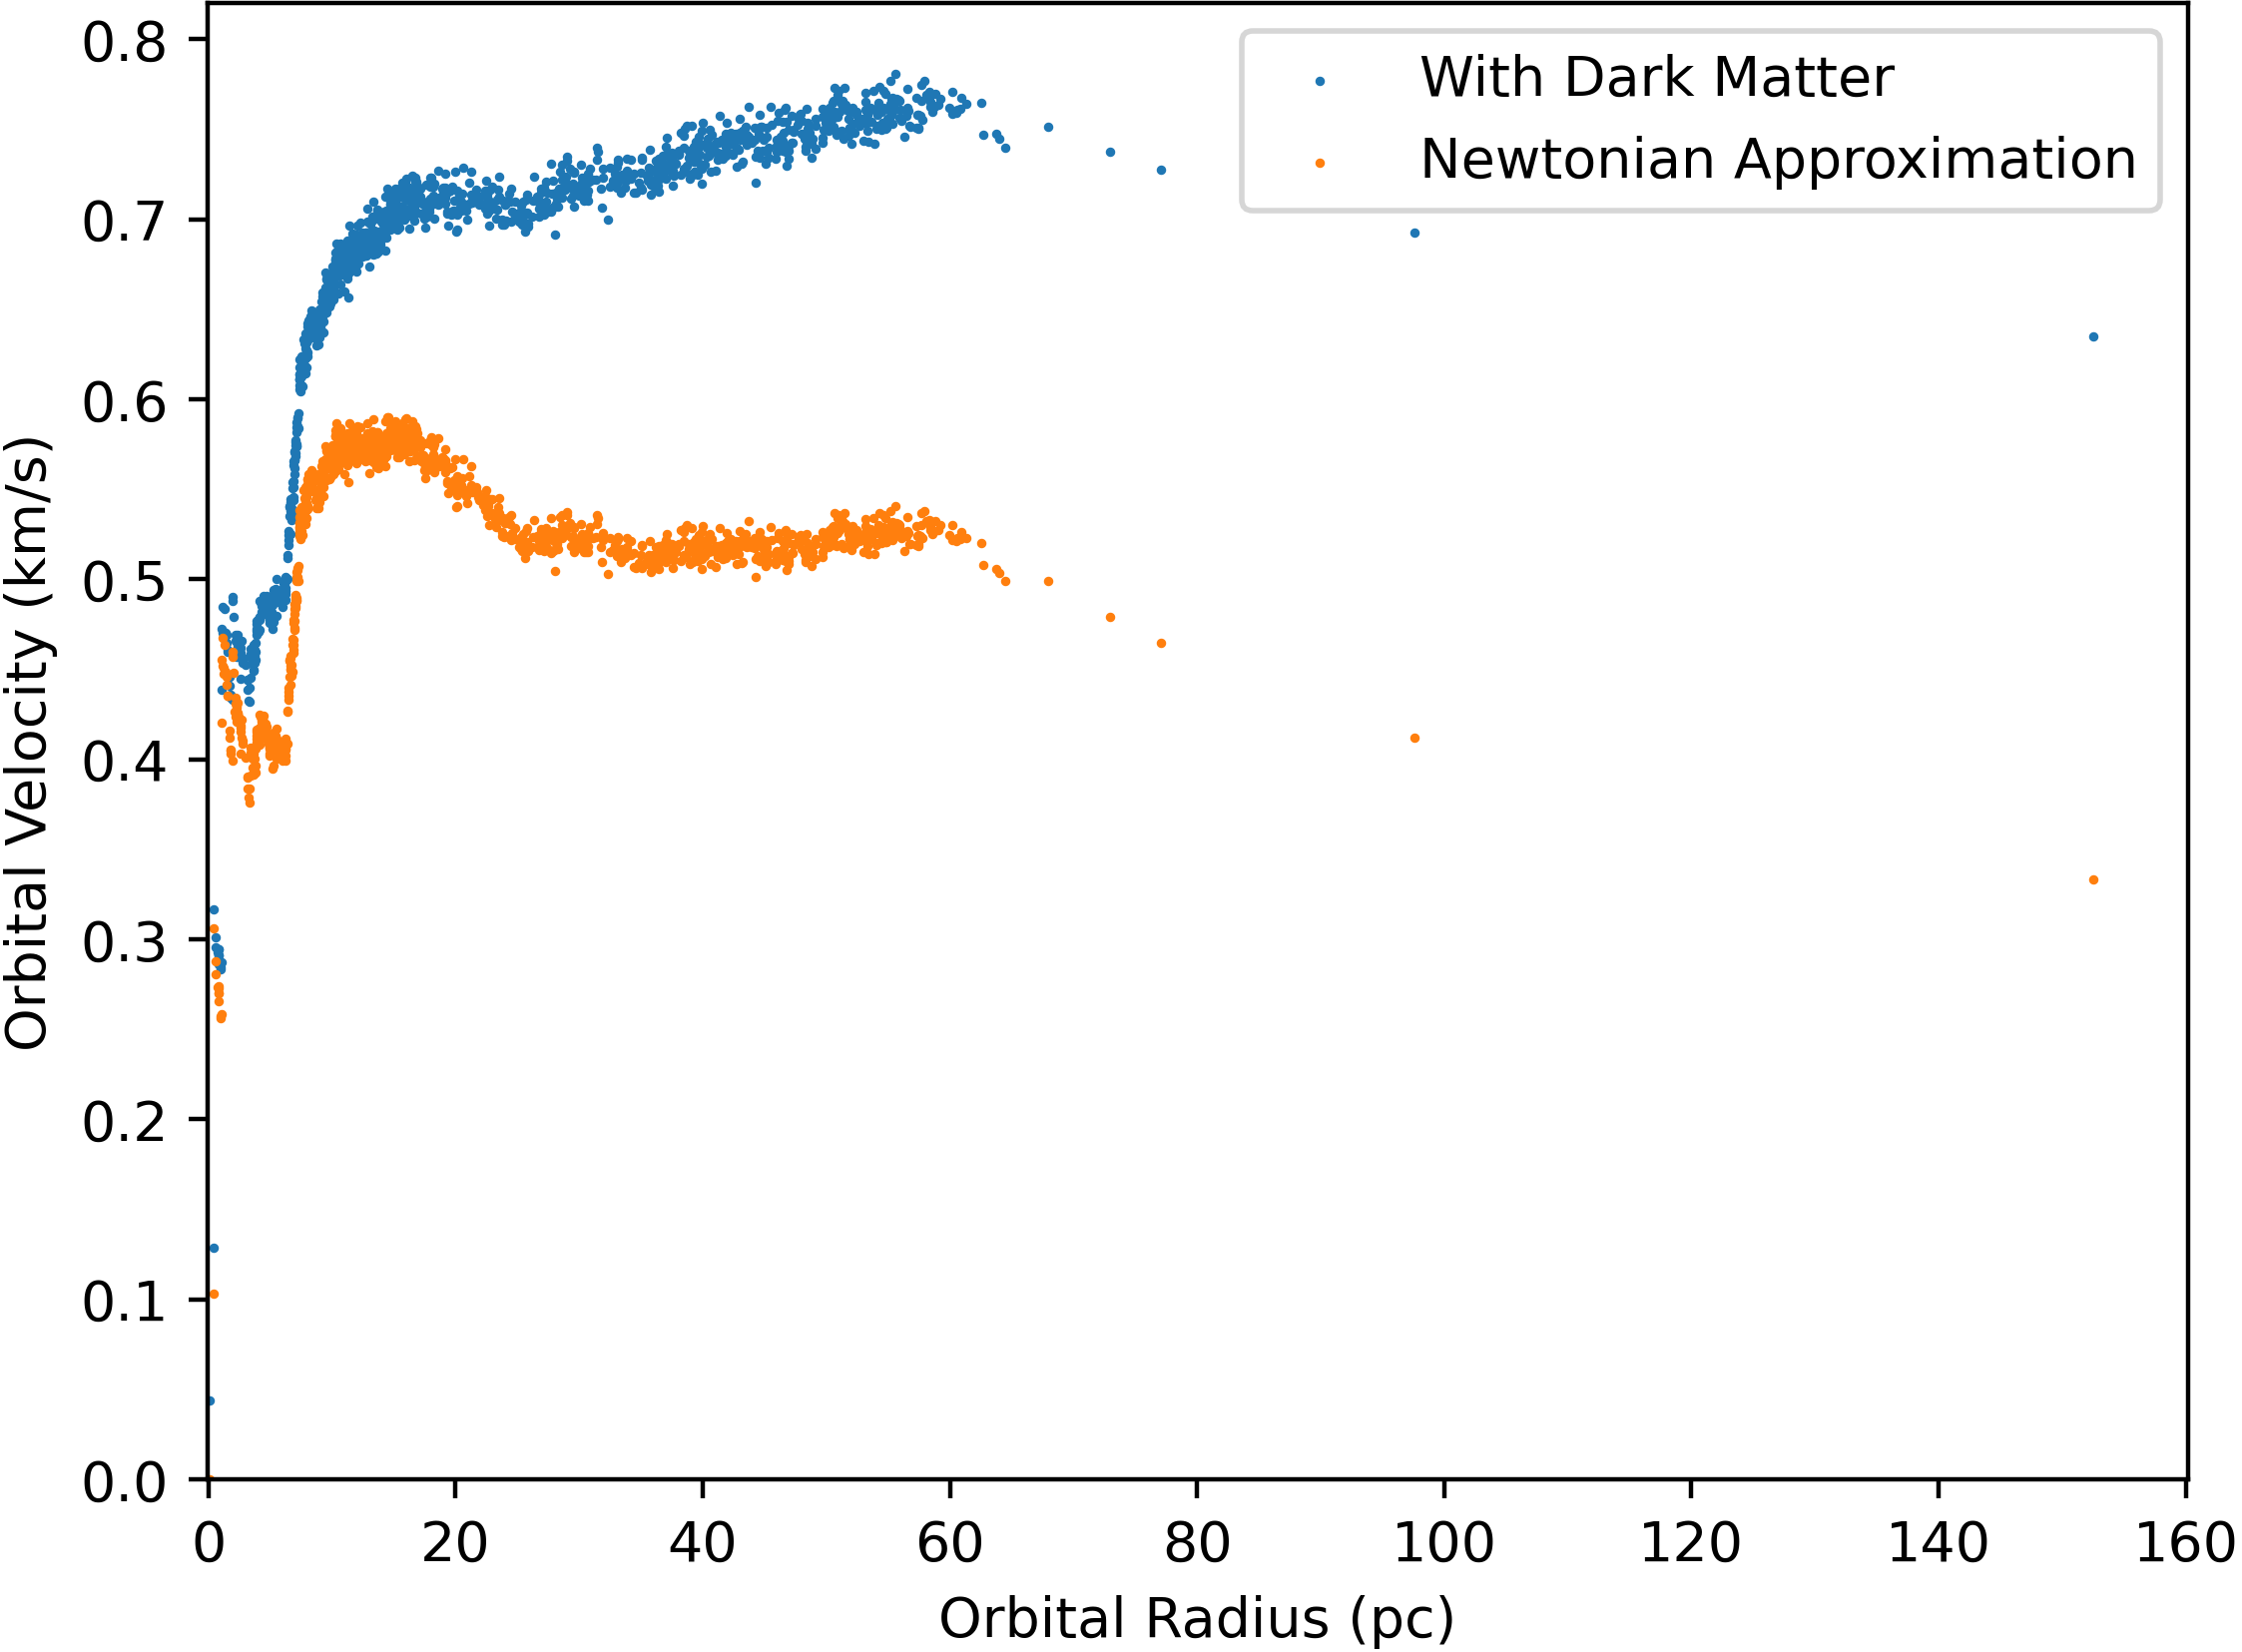 0.8
0.7
0.6
0.5
0.4
0.3
0.2
0.1
0.0
Orbital Velocity (km/s)
With Dark Matter
Newtonian Approximation
0 20 40 60 80 100 120 140 160
Orbital Radius (pc)